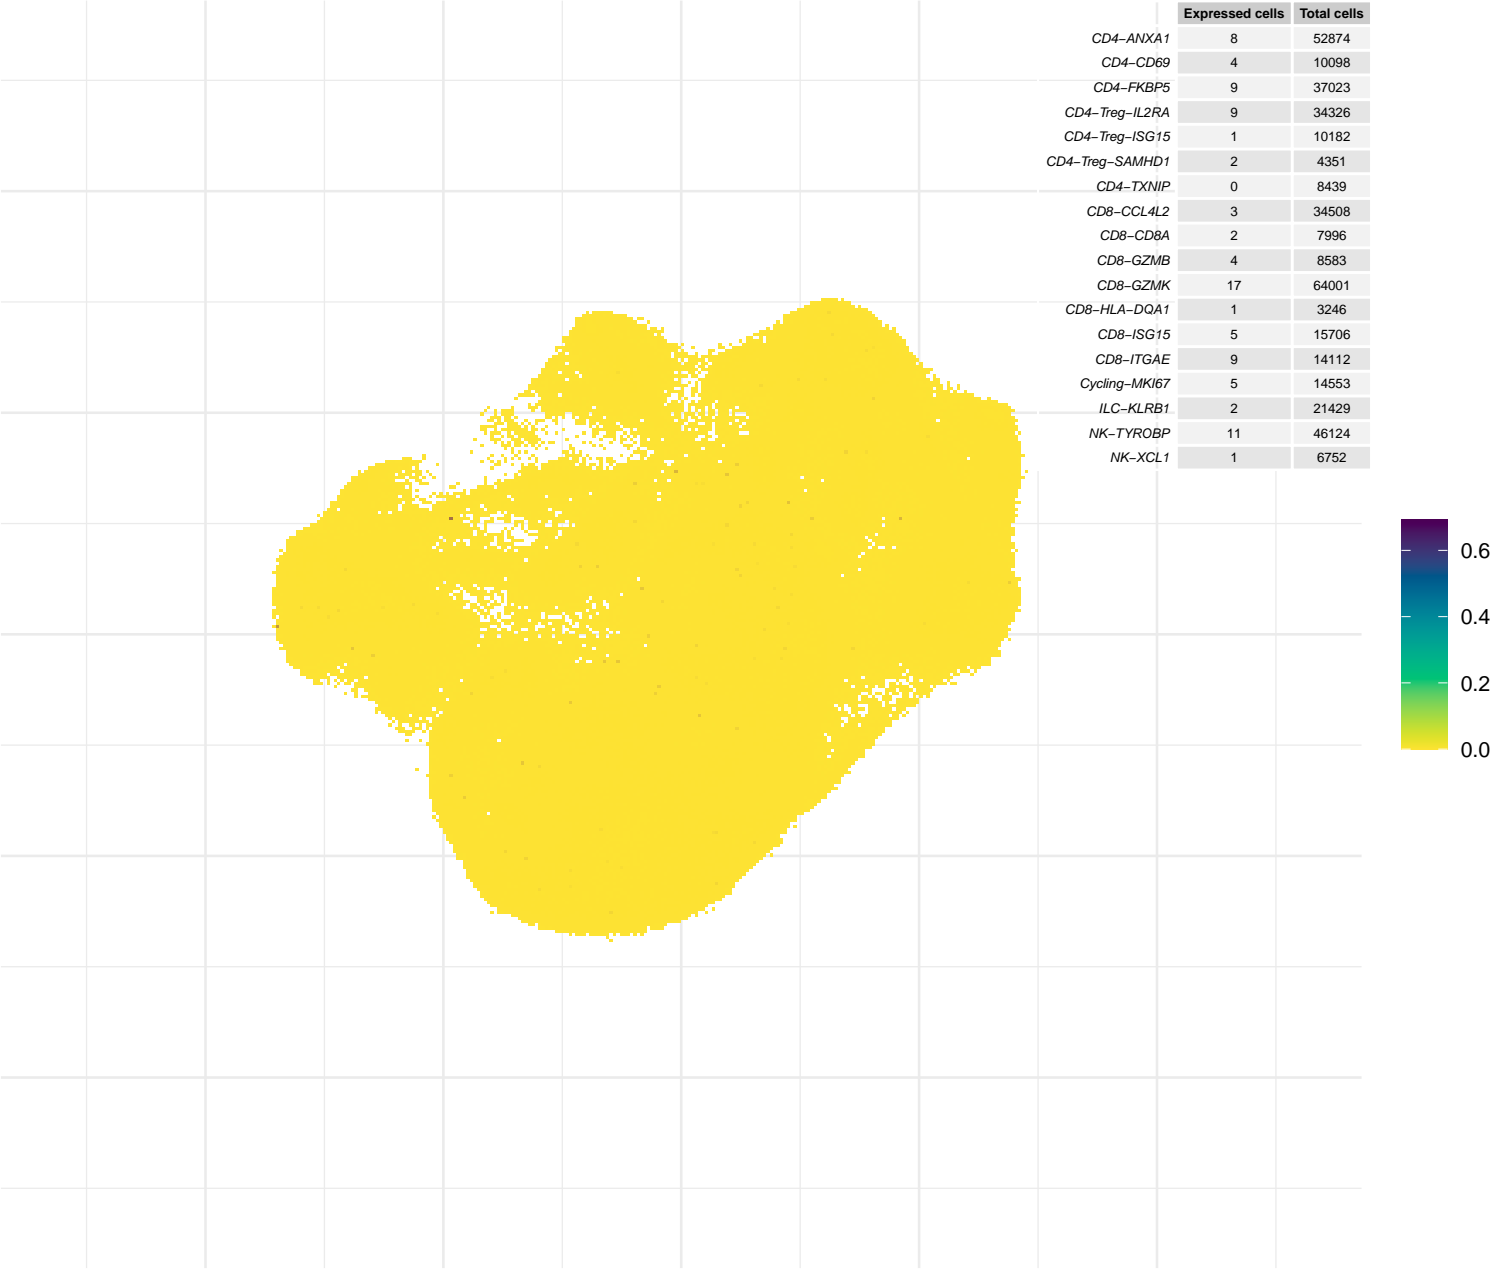 Expressed cells Total cells
CD4−ANXA1 8 52874
CD4−CD69 4 10098
CD4−FKBP5 9 37023
CD4−Treg−IL2RA 9 34326
CD4−Treg−ISG15 1 10182
CD4−Treg−SAMHD1 2 4351
CD4−TXNIP 0 8439
CD8−CCL4L2 3 34508
CD8−CD8A 2 7996
CD8−GZMB 4 8583
CD8−GZMK 17 64001
CD8−HLA−DQA1 1 3246
CD8−ISG15 5 15706
CD8−ITGAE 9 14112
Cycling−MKI67 5 14553
ILC−KLRB1 2 21429
NK−TYROBP 11 46124
NK−XCL1 1 6752
0.6
0.4
0.2
0.0